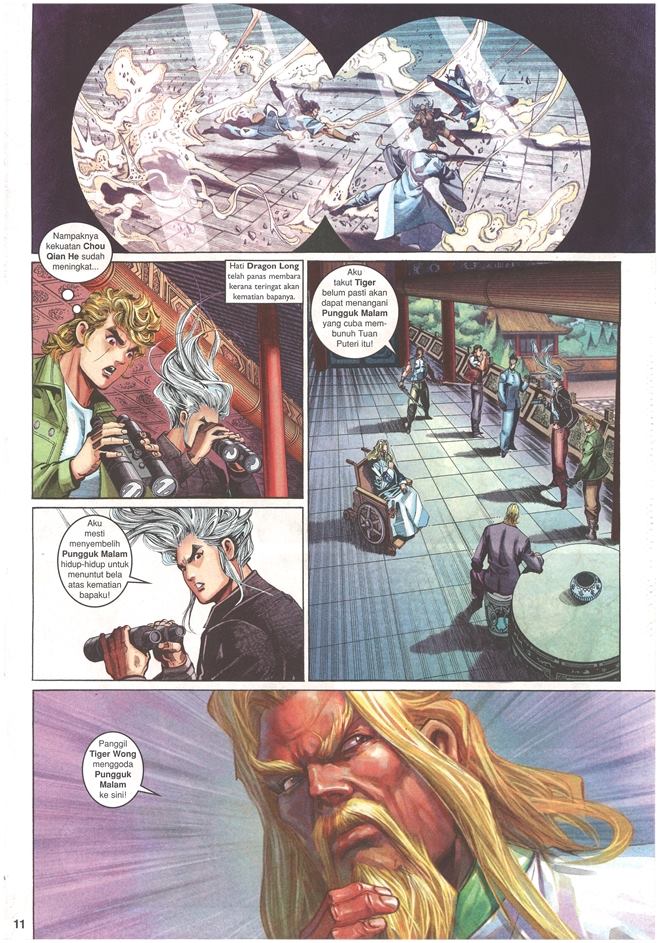 Nampaknya
kekuatan Chou
Qian He sudah
meningkat...
Hati Dragon Long
telah panas membara
kerana teringat akan
kematian bapanya.
Aku
takut Tiger
belum pasti akan
dapat menangani
Pungguk Malam
yang cuba mem-
bunuh Tuan
Puteri itu!
Aku
mesti
menyembelih
Pungguk Malam
hidup-hidup untuk
menuntut bela
atas kematian
bapaku!
Panggil
Tiger Wong
menggoda
Pungguk
Malam
ke sini!
11